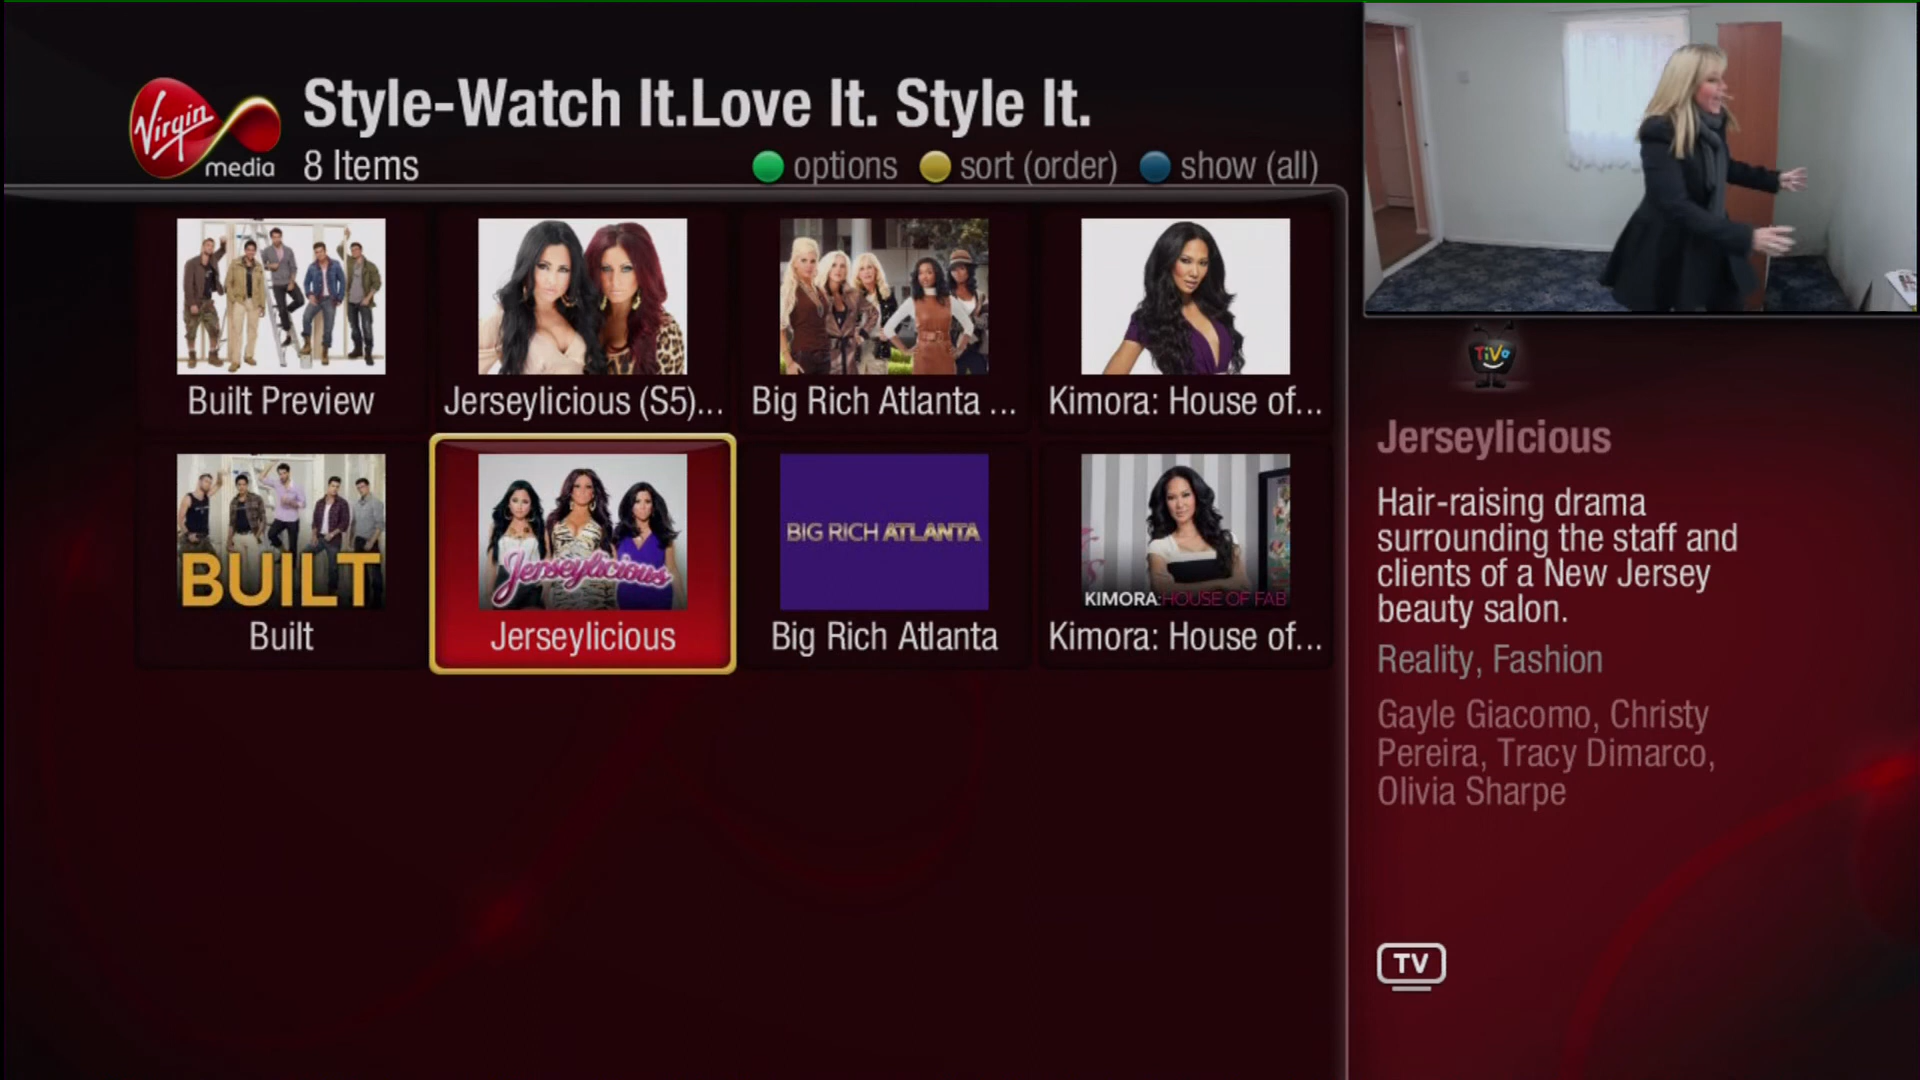 Virgin
media
Style-Watch It.Love It. Style It.
8 Items
options
sort (order)
show (all)
Built Preview
Jerseylicious (S5)...
Big Rich Atlanta ...
Kimora: House of...
BUILT
Jerseylicious
BIG RICH ATLANTA
KIMORA: HOUSE OF FAB
Built
Jerseylicious
Big Rich Atlanta
Kimora: House of...
TiVo
Jerseylicious
Hair-raising drama
surrounding the staff and
clients of a New Jersey
beauty salon.
Reality, Fashion
Gayle Giacomo, Christy
Pereira, Tracy Dimarco,
Olivia Sharpe
TV